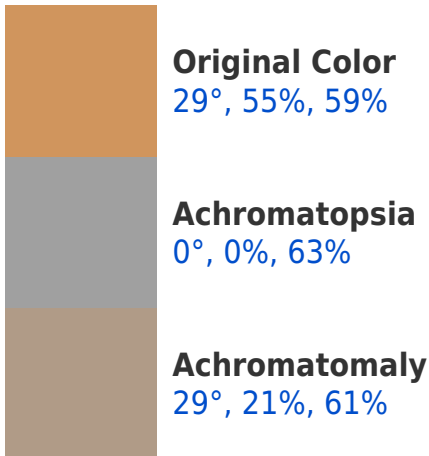 Original Color
29°, 55%, 59%
Achromatopsia
0°, 0%, 63%
Achromatomaly
29°, 21%, 61%